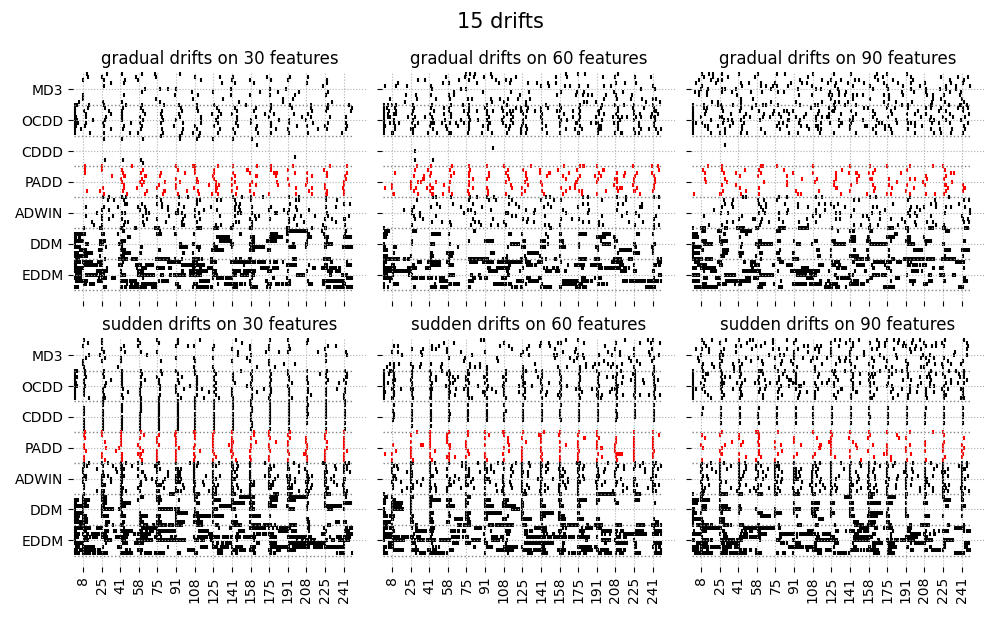 15 drifts
gradual drifts on 30 features
gradual drifts on 60 features
gradual drifts on 90 features
MD3
OCDD
CDDD
PADD
ADWIN
DDM
EDDM
sudden drifts on 30 features
sudden drifts on 60 features
sudden drifts on 90 features
MD3
OCDD
CDDD
PADD
ADWIN
DDM
EDDM
8 25 41 58 75 91 108 125 141 158 175 191 208 225 241
8 25 41 58 75 91 108 125 141 158 175 191 208 225 241
8 25 41 58 75 91 108 125 141 158 175 191 208 225 241